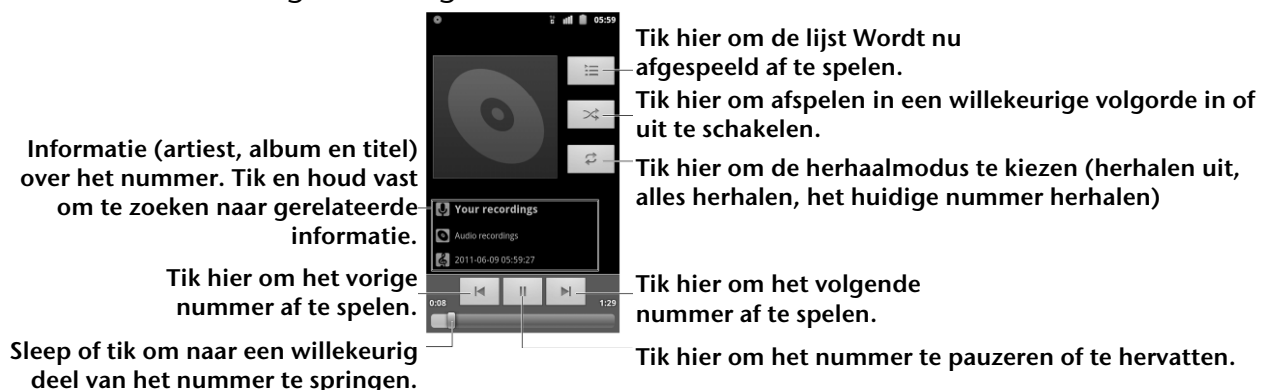 05:59
Tik hier om de lijst Wordt nu
afgespeeld af te spelen.
Tik hier om afspelen in een willekeurige volgorde in of
uit te schakelen.
Informatie (artiest, album en titel)
over het nummer. Tik en houd vast
om te zoeken naar gerelateerde
informatie.
Tik hier om de herhaalmodus te kiezen (herhalen uit,
alles herhalen, het huidige nummer herhalen)
Your recordings
Audio recordings
2011-06-09 05:59:27
Tik hier om het vorige
nummer af te spelen.
Tik hier om het volgende
nummer af te spelen.
0:08
1:29
Sleep of tik om naar een willekeurig
deel van het nummer te springen.
Tik hier om het nummer te pauzeren of te hervatten.